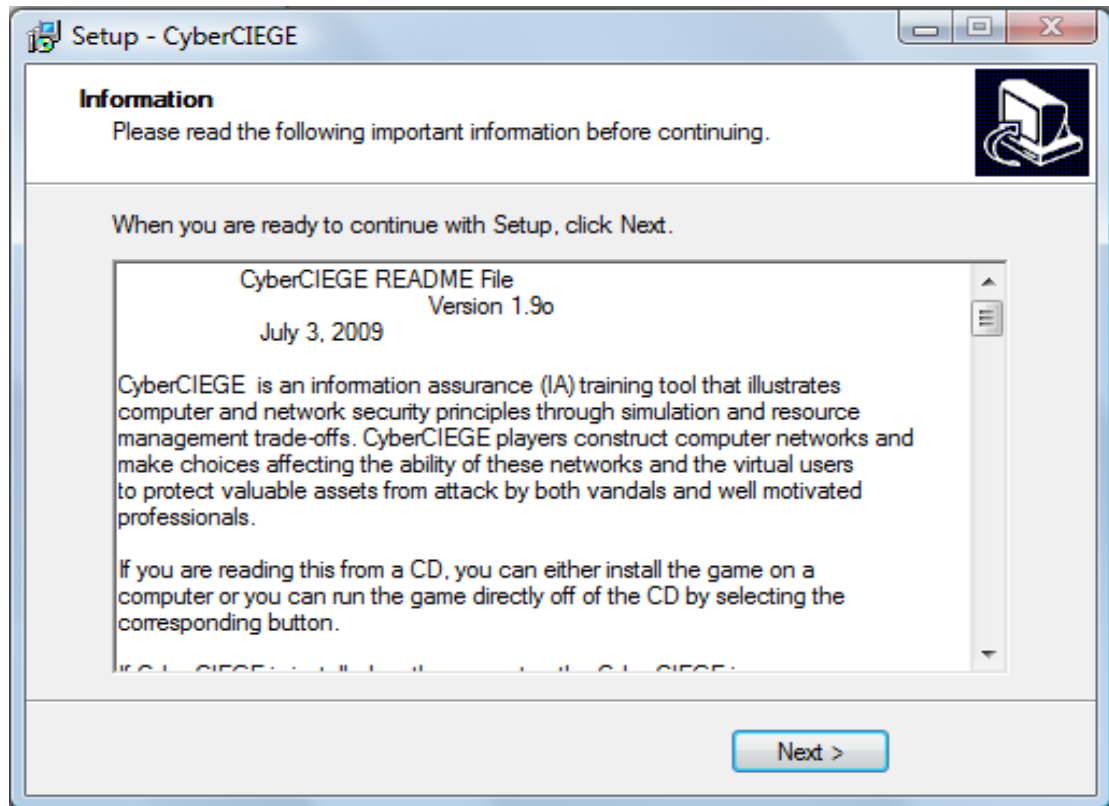 Setup - CyberCIEGE
Information
Please read the following important information before continuing.
When you are ready to continue with Setup, click Next.
CyberCIEGE README File
Version 1.9o
July 3, 2009
CyberCIEGE is an information assurance (IA) training tool that illustrates
computer and network security principles through simulation and resource
management trade-offs. CyberCIEGE players construct computer networks and
make choices affecting the ability of these networks and the virtual users
to protect valuable assets from attack by both vandals and well motivated
professionals.
If you are reading this from a CD, you can either install the game on a
computer or you can run the game directly off of the CD by selecting the
corresponding button.
Next >